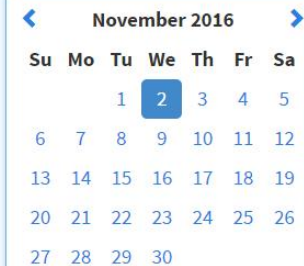 November 2016
Su Mo Tu We Th Fr Sa
1 2 3 4 5
6 7 8 9 10 11 12
13 14 15 16 17 18 19
20 21 22 23 24 25 26
27 28 29 30